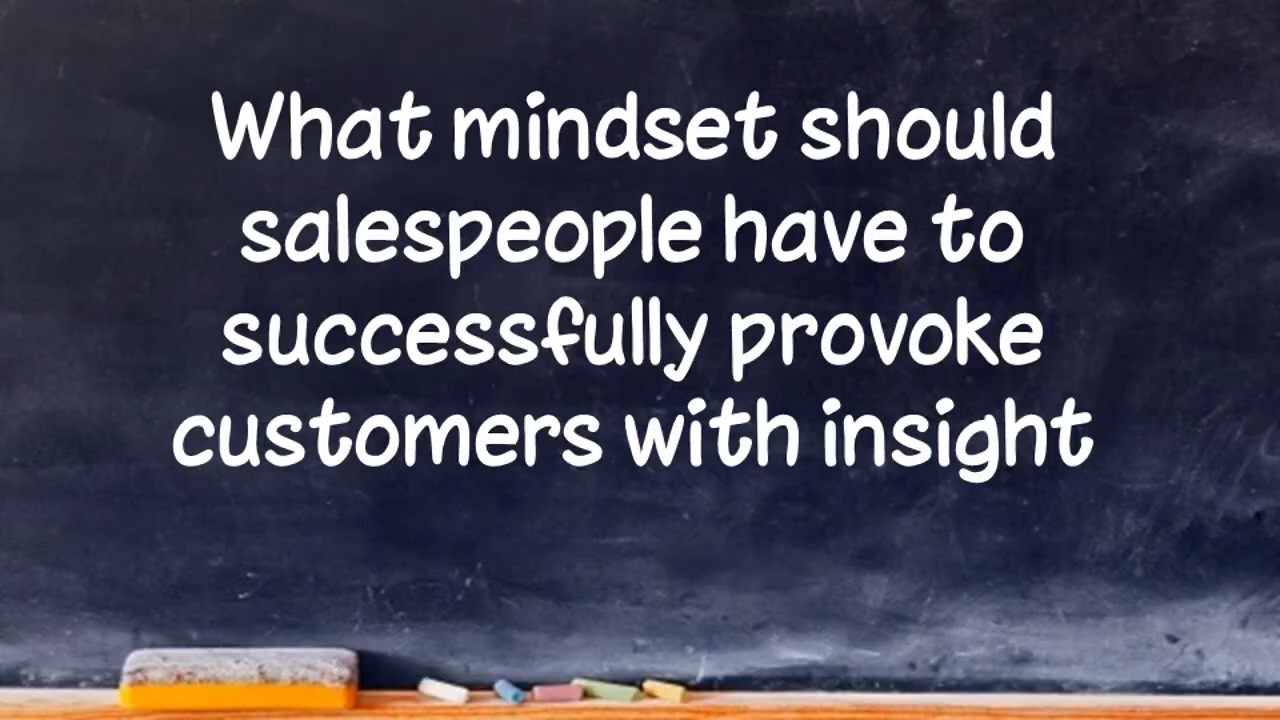 What mindset should
salespeople have to
successfully provoke
customers with insight